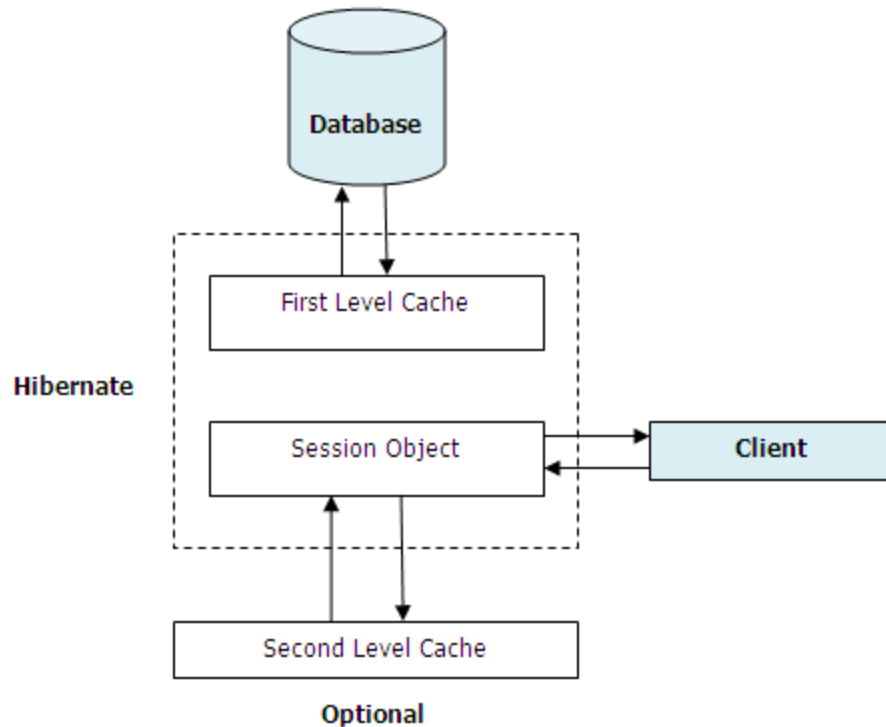 Database
First Level Cache
Hibernate
Session Object
Client
Second Level Cache
Optional